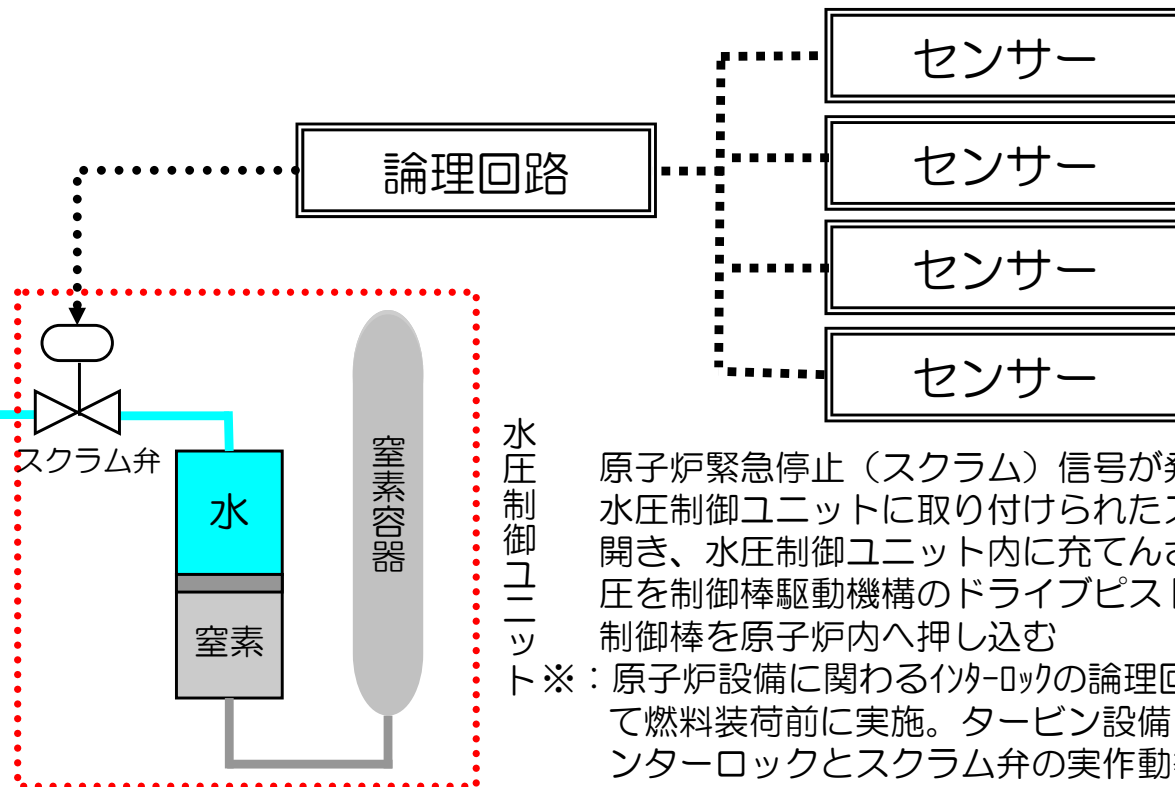 センサー
センサー
論理回路
センサー
センサー
スクラム弁
水
窒素
窒素容器
水圧制御ユニット
原子炉緊急停止（スクラム）信号が
水圧制御ユニットに取り付けられた
開き、水圧制御ユニット内に充てん
圧を制御棒駆動機構のドライブピス
制御棒を原子炉内へ押し込む
※：原子炉設備に関わるｲﾝﾀｰﾛｯｸの論理回
て燃料装荷前に実施。タービン設備
ンターロックとスクラム弁の実作動